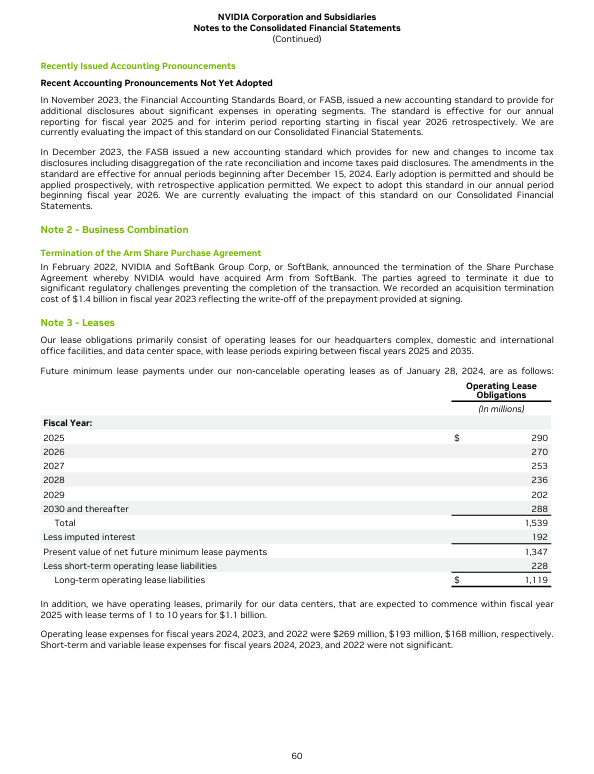 NVIDIA Corporation and Subsidiaries
Notes to the Consolidated Financial Statements
(Continued)
Recently Issued Accounting Pronouncements
Recent Accounting Pronouncements Not Yet Adopted
In November 2023, the Financial Accounting Standards Board, or FASB, issued a new accounting standard to provide for
additional disclosures about significant expenses in operating segments. The standard is effective for our annual
reporting for fiscal year 2025 and for interim period reporting starting in fiscal year 2026 retrospectively. We are
currently evaluating the impact of this standard on our Consolidated Financial Statements.
In December 2023, the FASB issued a new accounting standard which provides for new and changes to income tax
disclosures including disaggregation of the rate reconciliation and income taxes paid disclosures. The amendments in the
standard are effective for annual periods beginning after December 15, 2024. Early adoption is permitted and should be
applied prospectively, with retrospective application permitted. We expect to adopt this standard in our annual period
beginning fiscal year 2026. We are currently evaluating the impact of this standard on our Consolidated Financial
Statements.
Note 2 - Business Combination
Termination of the Arm Share Purchase Agreement
In February 2022, NVIDIA and SoftBank Group Corp, or SoftBank, announced the termination of the Share Purchase
Agreement whereby NVIDIA would have acquired Arm from SoftBank. The parties agreed to terminate it due to
significant regulatory challenges preventing the completion of the transaction. We recorded an acquisition termination
cost of $1.4 billion in fiscal year 2023 reflecting the write-off of the prepayment provided at signing.
Note 3 - Leases
Our lease obligations primarily consist of operating leases for our headquarters complex, domestic and international
office facilities, and data center space, with lease periods expiring between fiscal years 2025 and 2035.
Future minimum lease payments under our non-cancelable operating leases as of January 28, 2024, are as follows:
Operating Lease
Obligations
(In millions)
Fiscal Year:
2025 $ 290
2026 270
2027 253
2028 236
2029 202
2030 and thereafter 288
Total 1,539
Less imputed interest 192
Present value of net future minimum lease payments 1,347
Less short-term operating lease liabilities 228
Long-term operating lease liabilities $ 1,119
In addition, we have operating leases, primarily for our data centers, that are expected to commence within fiscal year
2025 with lease terms of 1 to 10 years for $1.1 billion.
Operating lease expenses for fiscal years 2024, 2023, and 2022 were $269 million, $193 million, $168 million, respectively.
Short-term and variable lease expenses for fiscal years 2024, 2023, and 2022 were not significant.
60